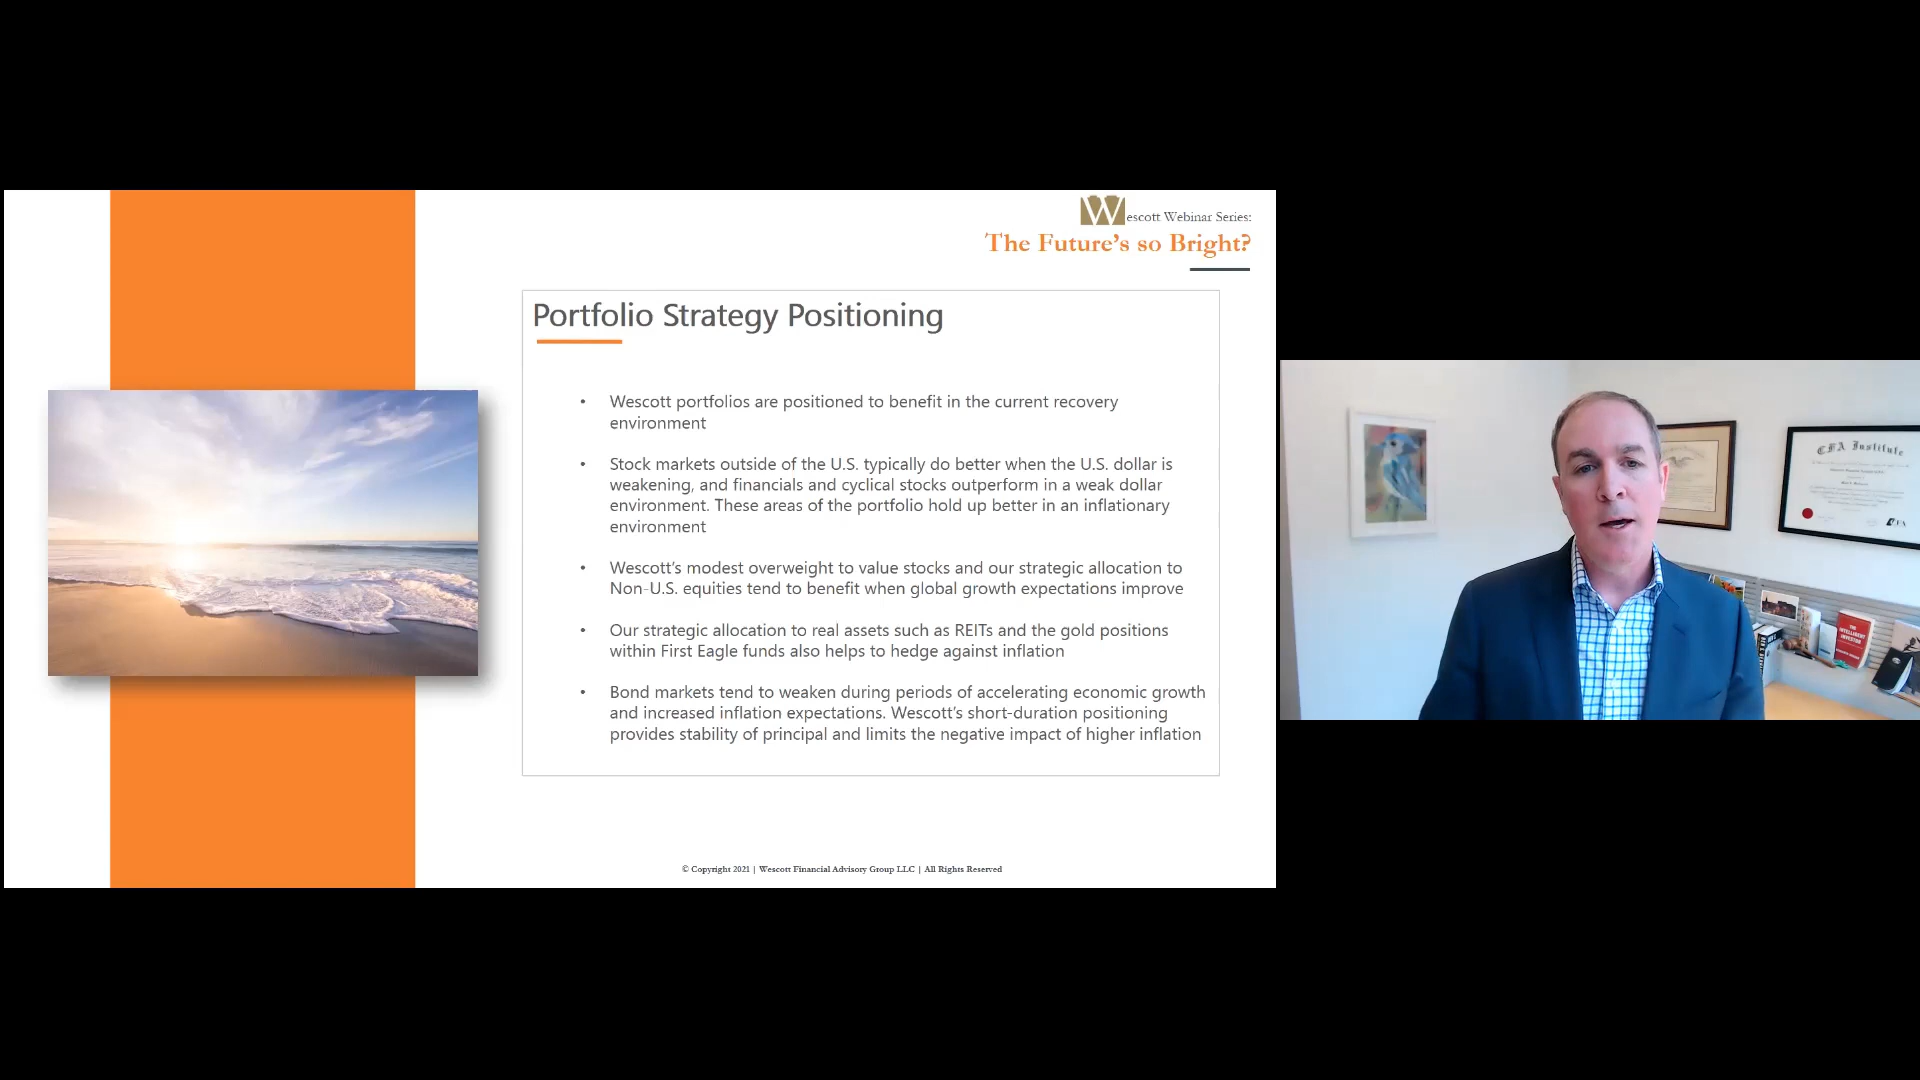 Wescott Webinar Series:
The Future's so Bright?
Portfolio Strategy Positioning
• Wescott portfolios are positioned to benefit in the current recovery
environment
• Stock markets outside of the U.S. typically do better when the U.S. dollar is
weakening, and financials and cyclical stocks outperform in a weak dollar
environment. These areas of the portfolio hold up better in an inflationary
environment
• Wescott's modest overweight to value stocks and our strategic allocation to
Non-U.S. equities tend to benefit when global growth expectations improve
• Our strategic allocation to real assets such as REITs and the gold positions
within First Eagle funds also helps to hedge against inflation
• Bond markets tend to weaken during periods of accelerating economic growth
and increased inflation expectations. Wescott's short-duration positioning
provides stability of principal and limits the negative impact of higher inflation
© Copyright 2021 | Wescott Financial Advisory Group LLC | All Rights Reserved
CFA Institute
CFA
THE
INTELLIGENT
INVESTOR